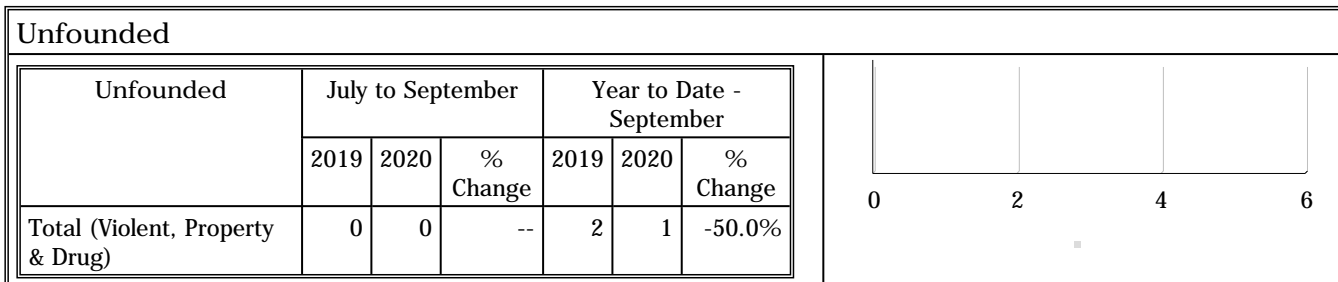 Unfounded
Unfounded July to September Year to Date -
September
2019 2020 % 2019 2020 %
Change Change
Total (Violent, Property 0 0 -- 2 1 -50.0%
& Drug)
0 2 4 6